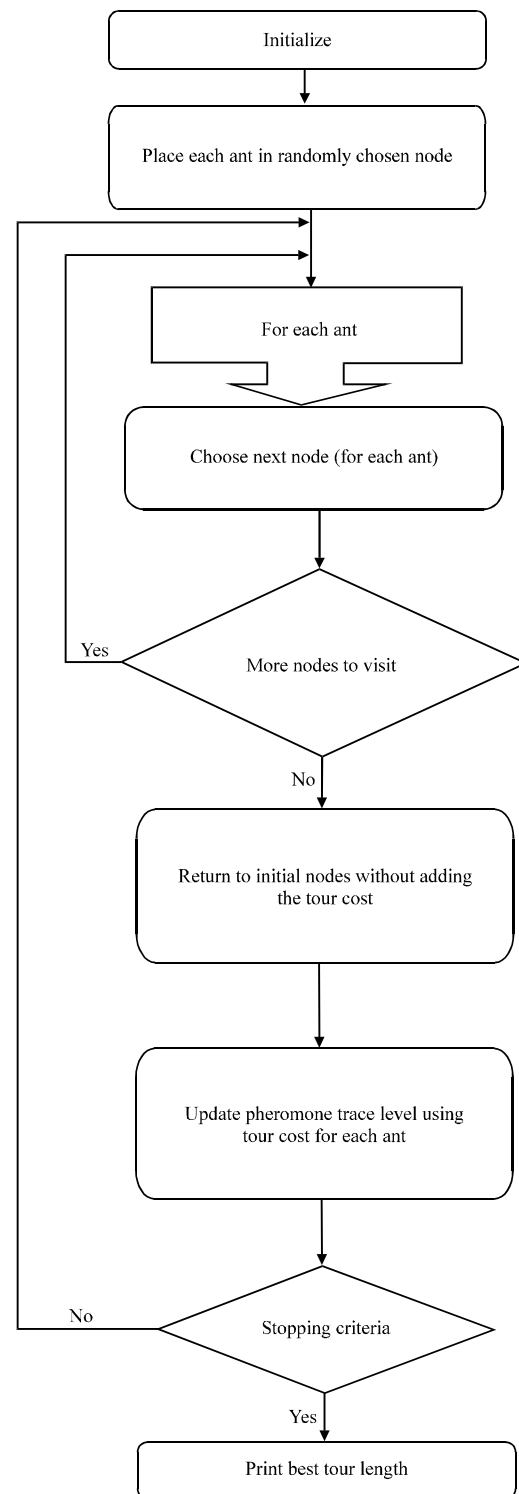 Initialize
Place each ant in randomly chosen node
For each ant
Choose next node (for each ant)
Yes
More nodes to visit
No
Return to initial nodes without adding
the tour cost
Update pheromone trace level using
tour cost for each ant
No
Stopping criteria
Yes
Print best tour length